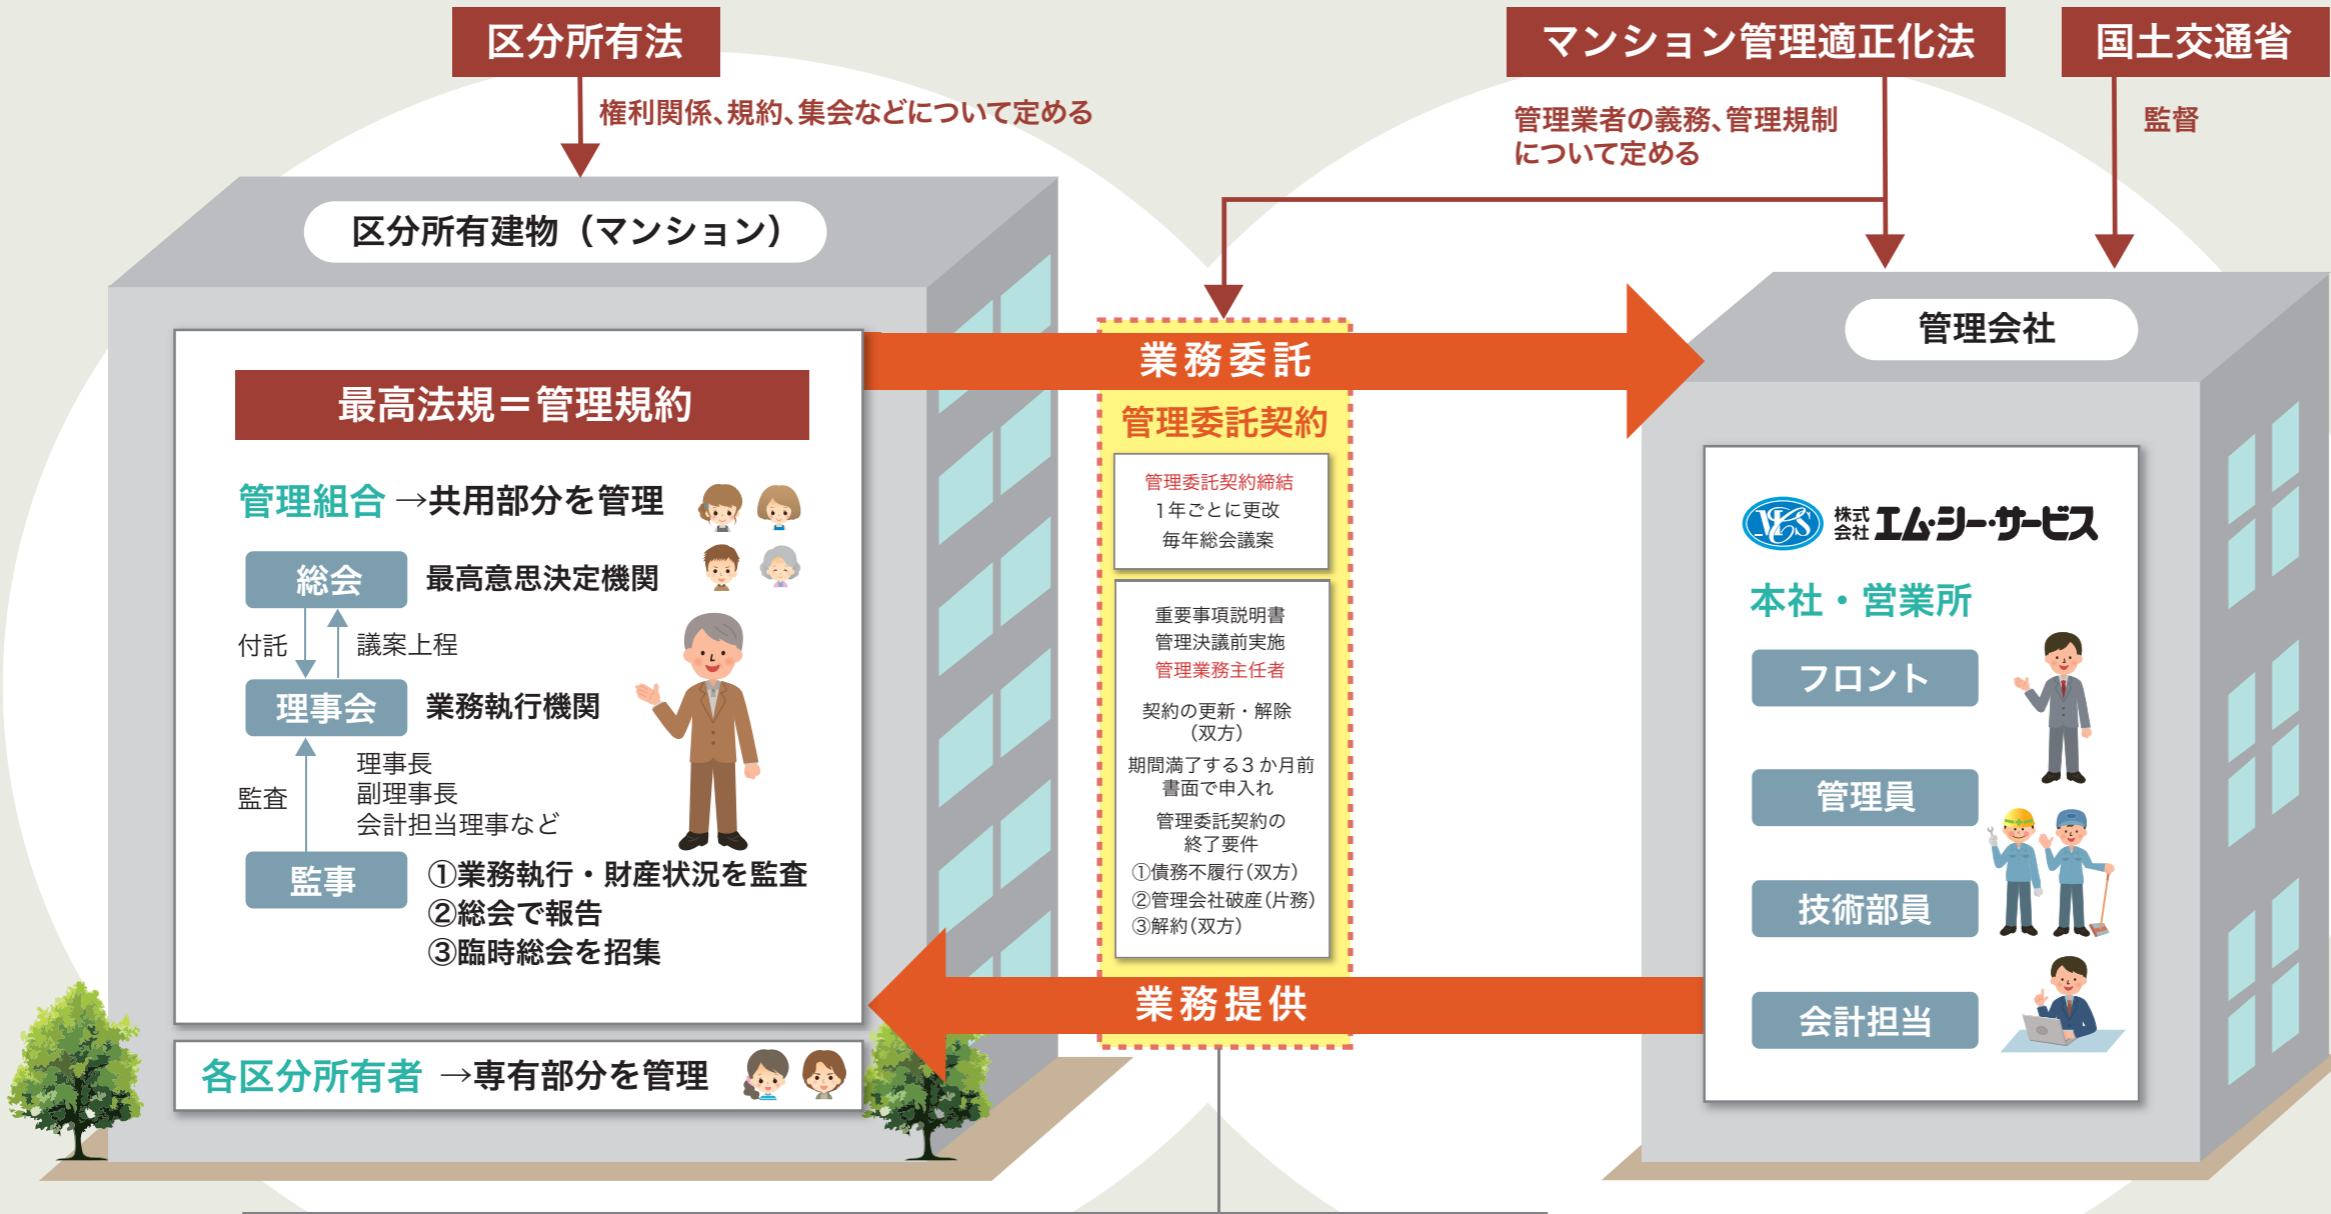 区分所有法
権利関係、規約、集会などについて定める
マンション管理適正化法
管理業者の義務、管理規制
について定める
国土交通省
監督
区分所有建物（マンション）
最高法規＝管理規約
管理組合→共用部分を管理
総会 最高意思決定機関
付託 議案上程
理事会 業務執行機関
監査
理事長
副理事長
会計担当理事など
監事
①業務執行・財産状況を監査
②総会で報告
③臨時総会を招集
各区分所有者 →専有部分を管理
業務委託
管理委託契約
管理委託契約締結
1年ごとに更改
毎年総会議案
重要事項説明書
管理決議前実施
管理業務主任者
契約の更新・解除
（双方）
期間満了する3か月前
書面で申入れ
管理委託契約の
終了要件
①債務不履行（双方）
②管理会社破産（片務）
③解約（双方）
業務提供
管理会社
MCS 株式会社 エム・シー・サービス
本社・営業所
フロント
管理員
技術部員
会計担当